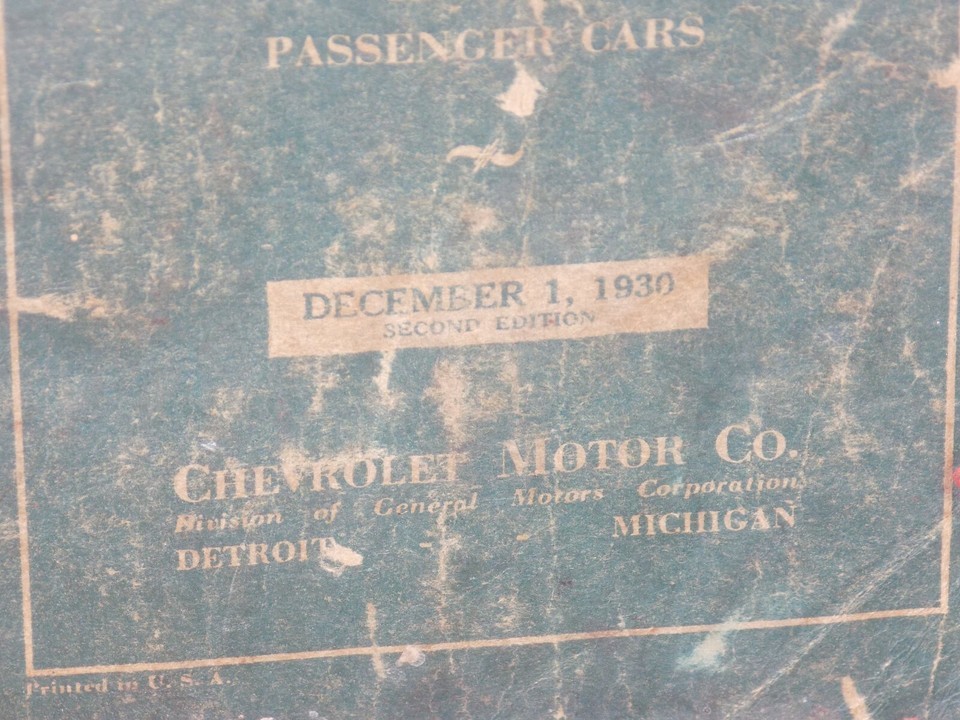 PASSENGER CARS
DECEMBER 1, 1930
SECOND EDITION
CHEVROLET MOTOR CO.
Division of General Motors Corporation
DETROIT - - MICHIGAN
Printed in U. S. A.